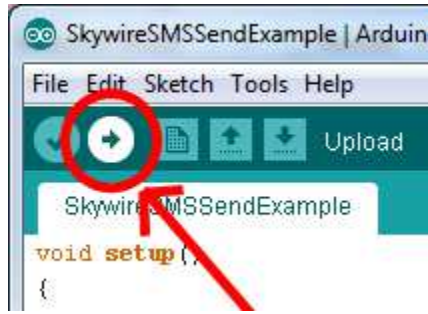 SkywireSMSSendExample | Arduin
File Edit Sketch Tools Help
Upload
SkywireSMSSendExample
void setup()
{